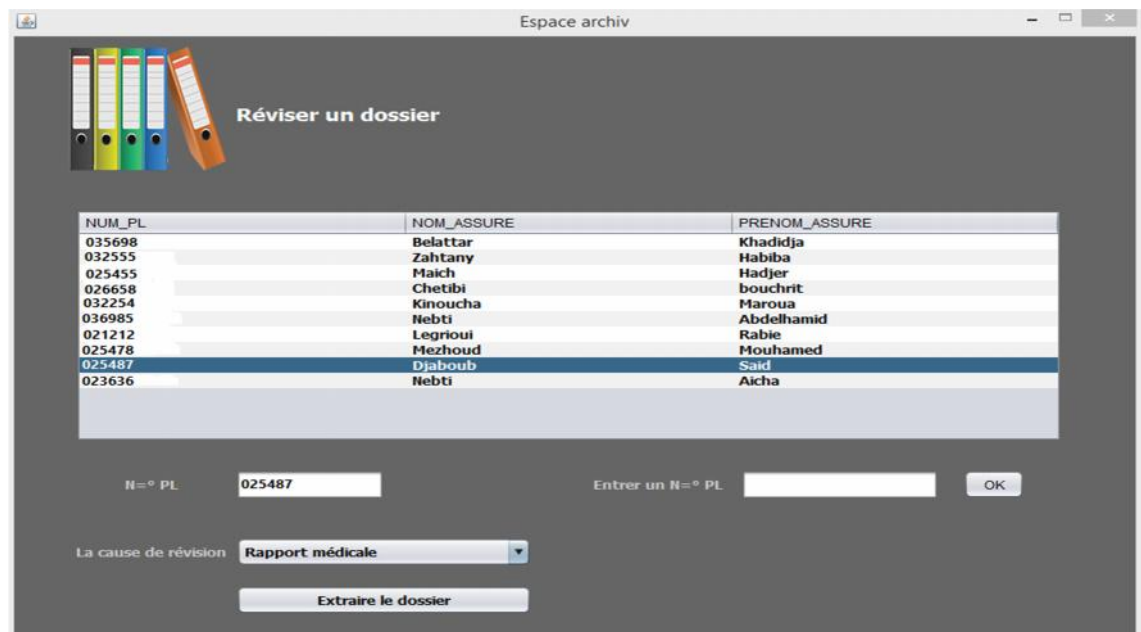 Espace archiv
Réviser un dossier
NUM_PL NOM_ASSURE PRENOM_ASSURE
035698 Belattar Khadidja
032555 Zahtany Habiba
025455 Maich Hadjer
026658 Chetibi bouchrit
032254 Kinoucha Maroua
036985 Nebti Abdelhamid
021212 Legrioui Rabie
025478 Mezhoud Mouhamed
025487 Djaboub Said
023636 Nebti Aicha
N=° PL 025487 Entrer un N=° PL OK
La cause de révision Rapport médicale
Extraire le dossier